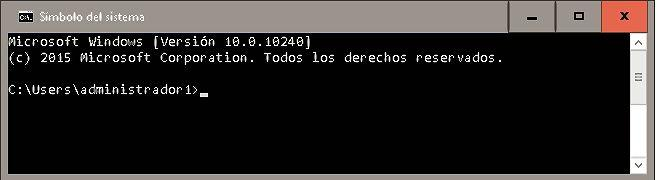 Símbolo del sistema
Microsoft Windows [Versión 10.0.10240]
(c) 2015 Microsoft Corporation. Todos los derechos reservados.
C:\Users\administrador1>_